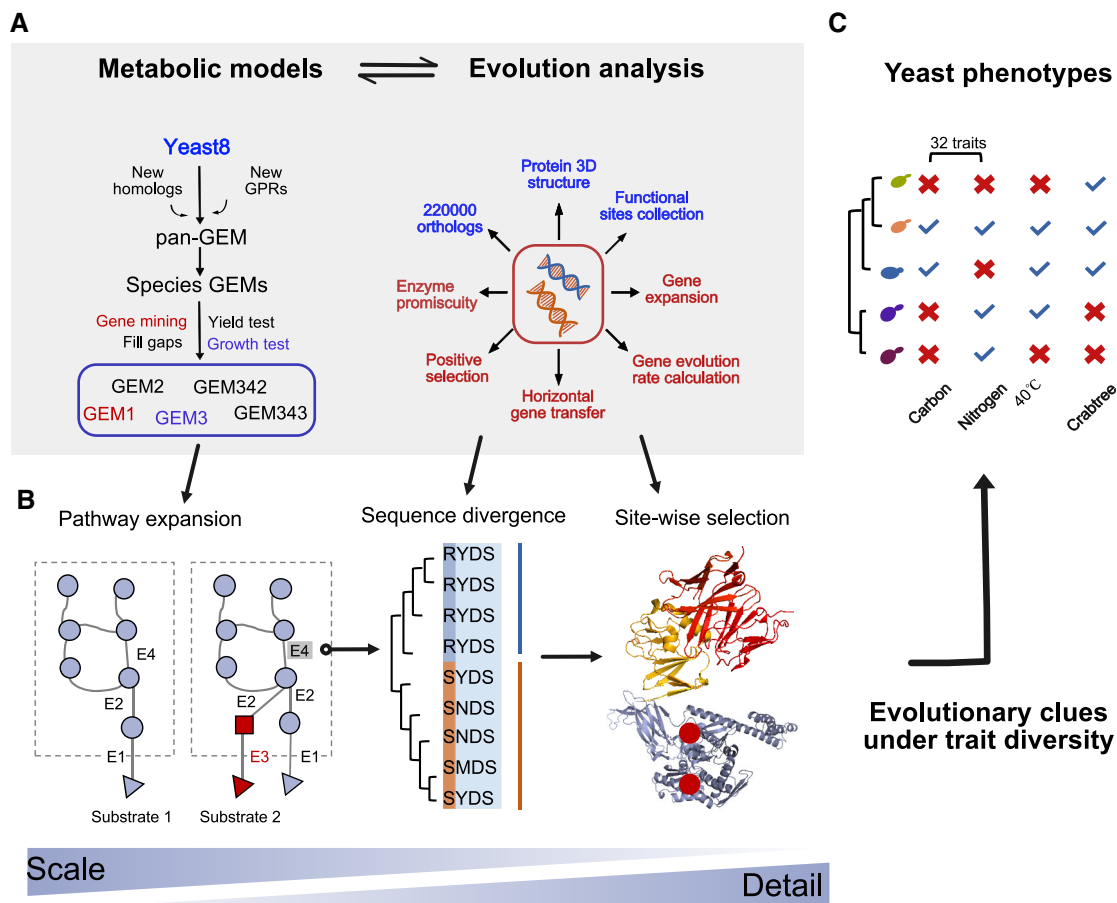 A
Metabolic models
Evolution analysis
Yeast8
New
homologs
New
GPRs
pan-GEM
Species GEMs
Gene mining
Yield test
Fill gaps
Growth test
GEM2
GEM342
GEM1
GEM3
GEM343
Protein 3D
structure
220000
orthologs
Functional
sites collection
Enzyme
promiscuity
Gene
expansion
Positive
selection
Gene evolution
rate calculation
Horizontal
gene transfer
B
Pathway expansion
E4
E2
E1
Substrate 1
E4
E2
E2
E3
E1
Substrate 2
Sequence divergence
RYDS
RYDS
RYDS
RYDS
SYDS
SNDS
SNDS
SMDS
SYDS
Site-wise selection
Scale
Detail
C
Yeast phenotypes
32 traits
Carbon
Nitrogen
40℃
Crabtree
Evolutionary clues
under trait diversity